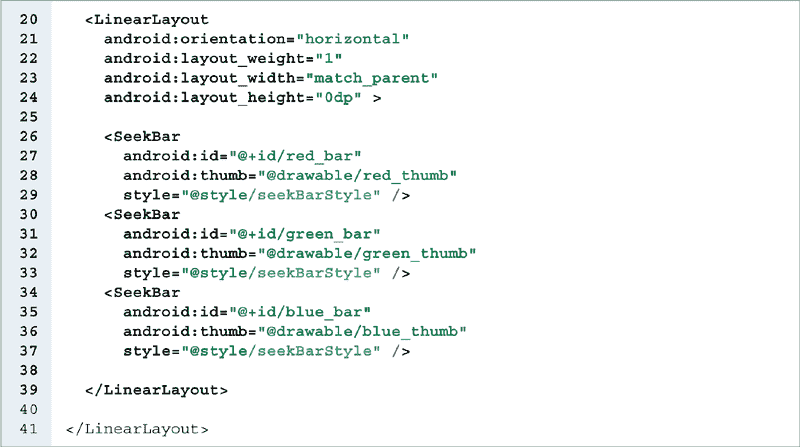 20 <LinearLayout
21 android:orientation="horizontal"
22 android:layout_weight="1"
23 android:layout_width="match_parent"
24 android:layout_height="0dp" >
25
26 <SeekBar
27 android:id="@+id/red_bar"
28 android:thumb="@drawable/red_thumb"
29 style="@style/seekBarStyle" />
30 <SeekBar
31 android:id="@+id/green_bar"
32 android:thumb="@drawable/green_thumb"
33 style="@style/seekBarStyle" />
34 <SeekBar
35 android:id="@+id/blue_bar"
36 android:thumb="@drawable/blue_thumb"
37 style="@style/seekBarStyle" />
38
39 </LinearLayout>
40
41 </LinearLayout>